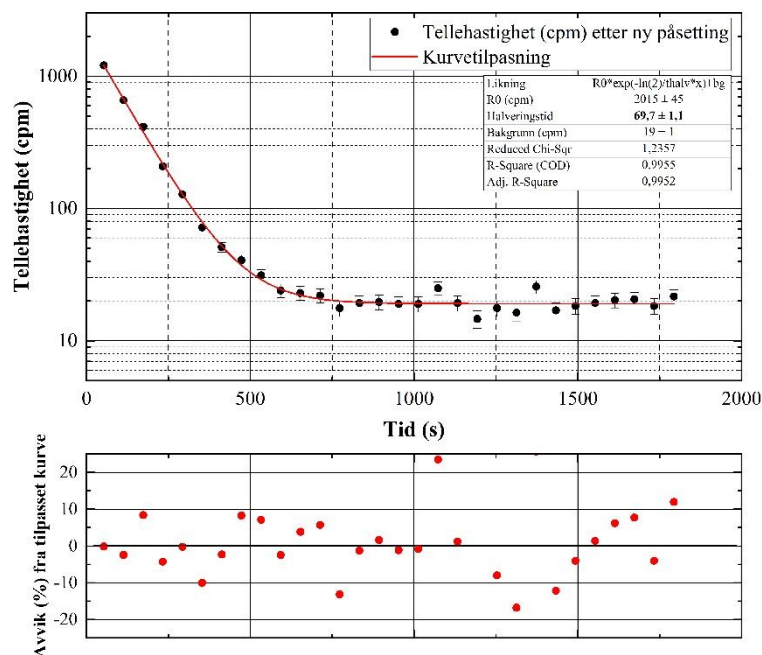 Tellehastighet (cpm) etter ny påsetting
Kurvetilpasning
Likning R0*exp(-ln(2)/thalv*x)+bg
R0 (cpm) 2015 ± 45
Halveringstid 69,7 ± 1,1
Bakgrunn (cpm) 19 ± 1
Reduced Chi-Sqr 1,2357
R-Square (COD) 0,9955
Adj. R-Square 0,9952
Tellehastighet (cpm)
1000
100
10
0 500 1000 1500 2000
Tid (s)
Avvik (%) fra tilpasset kurve
20
10
0
-10
-20